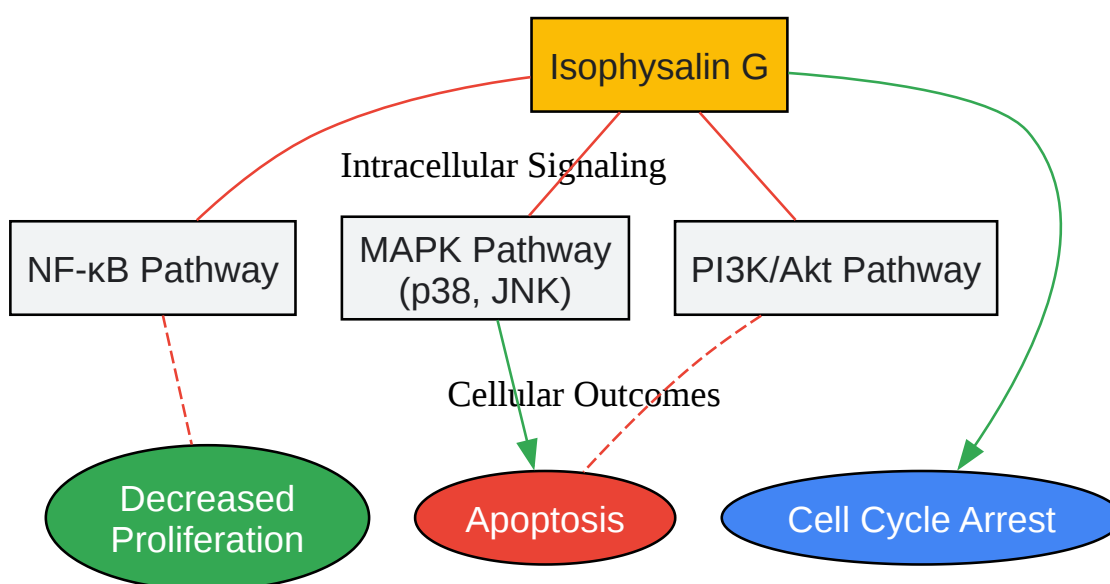 Isophysalin G
Intracellular Signaling
NF-κB Pathway
MAPK Pathway
(p38, JNK)
PI3K/Akt Pathway
Cellular Outcomes
Decreased
Proliferation
Apoptosis
Cell Cycle Arrest